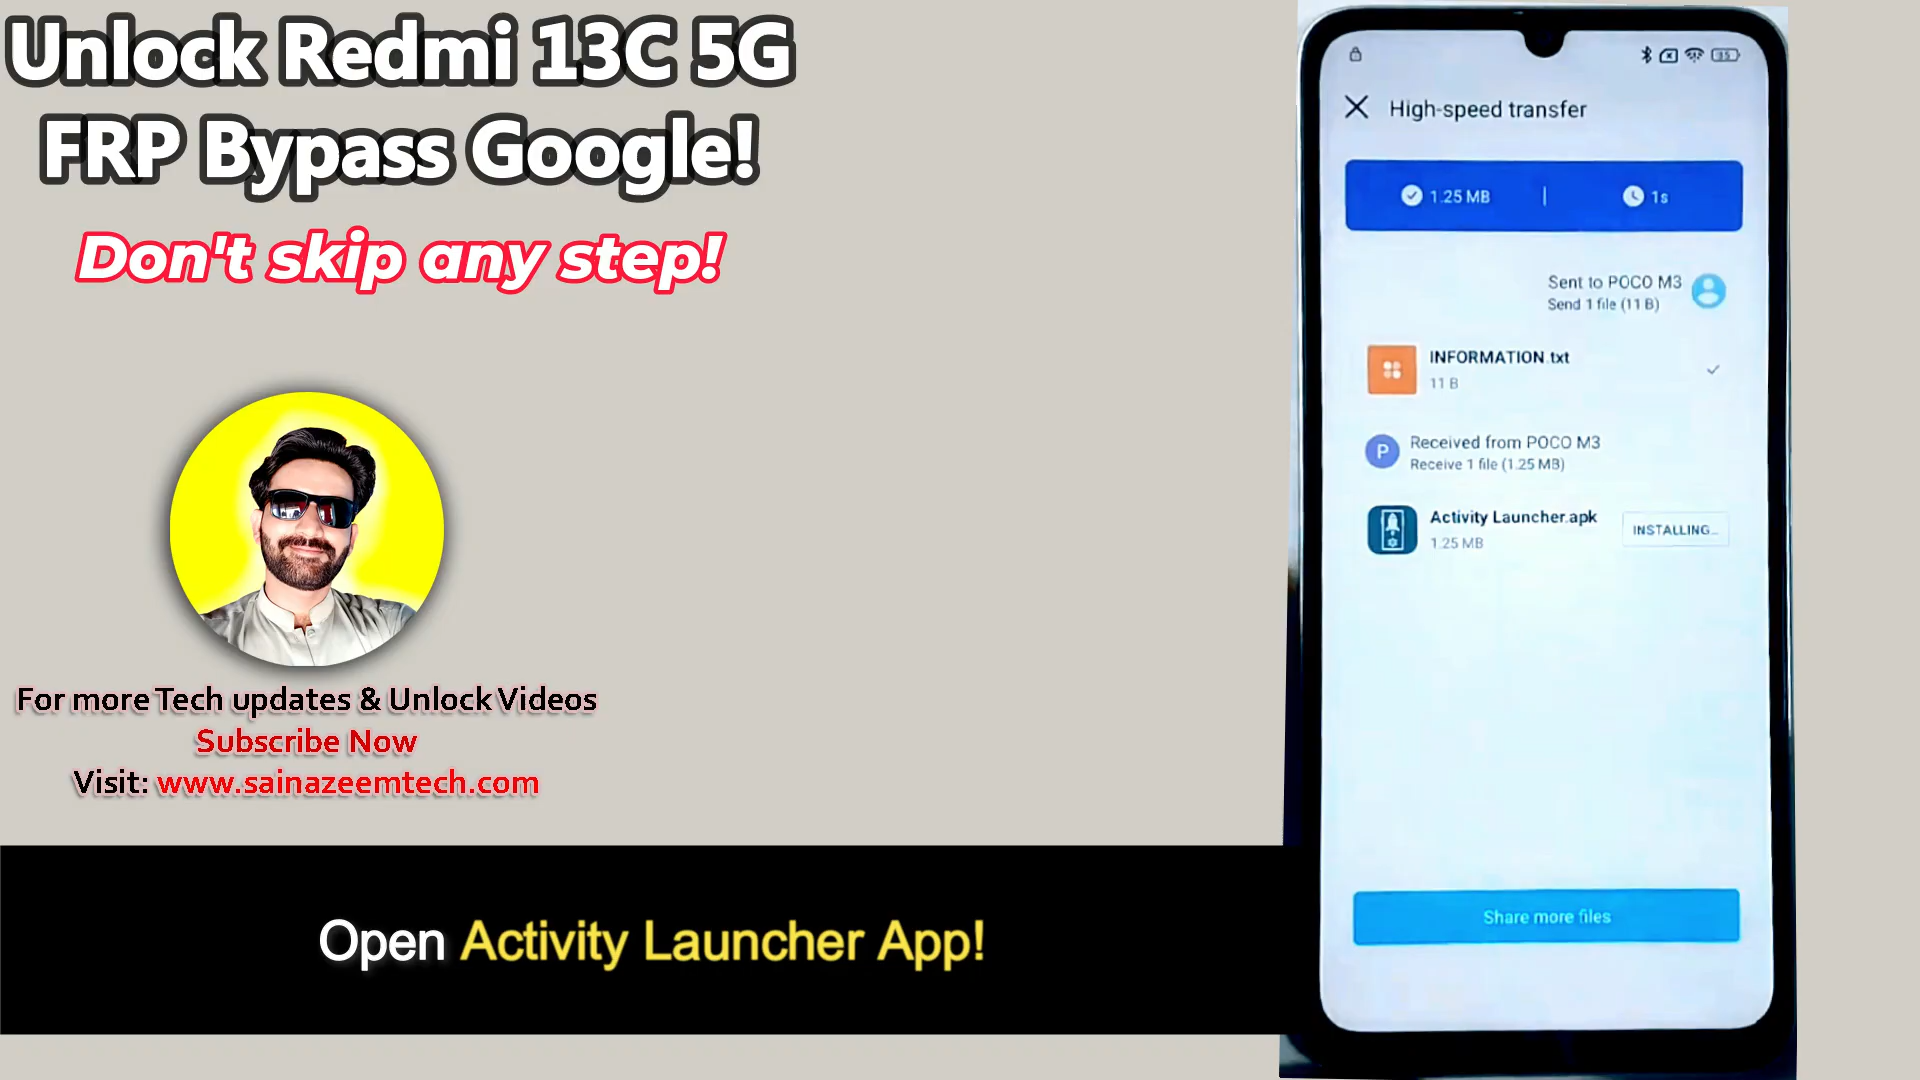 Unlock Redmi 13C 5G
FRP Bypass Google!
Don't skip any step!
For more Tech updates & Unlock Videos
Subscribe Now
Visit: www.sainazeemtech.com
Open Activity Launcher App!
35
High-speed transfer
1.25 MB
1s
Sent to POCO M3
Send 1 file (11 B)
INFORMATION.txt
11 B
P
Received from POCO M3
Receive 1 file (1.25 MB)
Activity Launcher.apk
1.25 MB
INSTALLING...
Share more files